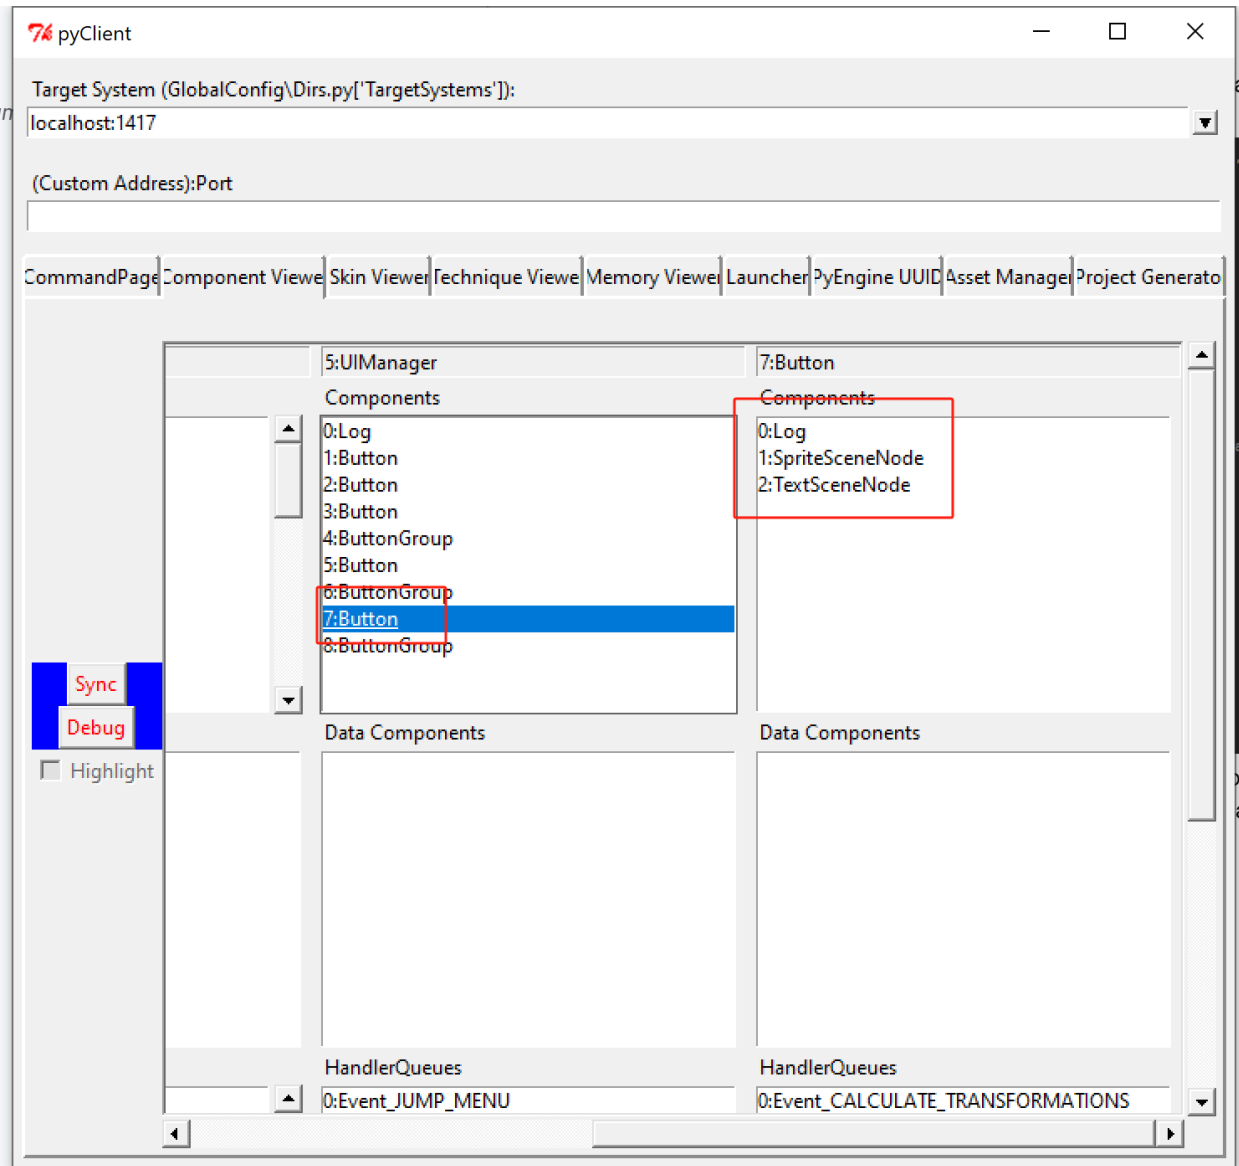 pyClient
Target System (GlobalConfig\Dirs.py['TargetSystems']):
localhost:1417
(Custom Address):Port
CommandPage Component Viewe Skin Viewer Technique Viewe Memory Viewer Launcher PyEngine UUID Asset Manager Project Generato
5:UIManager 7:Button
Components Components
0:Log 0:Log
1:Button 1:SpriteSceneNode
2:Button 2:TextSceneNode
3:Button
4:ButtonGroup
5:Button
6:ButtonGroup
7:Button
8:ButtonGroup
Sync
Debug
Data Components Data Components
Highlight
HandlerQueues HandlerQueues
0:Event_JUMP_MENU 0:Event_CALCULATE_TRANSFORMATIONS